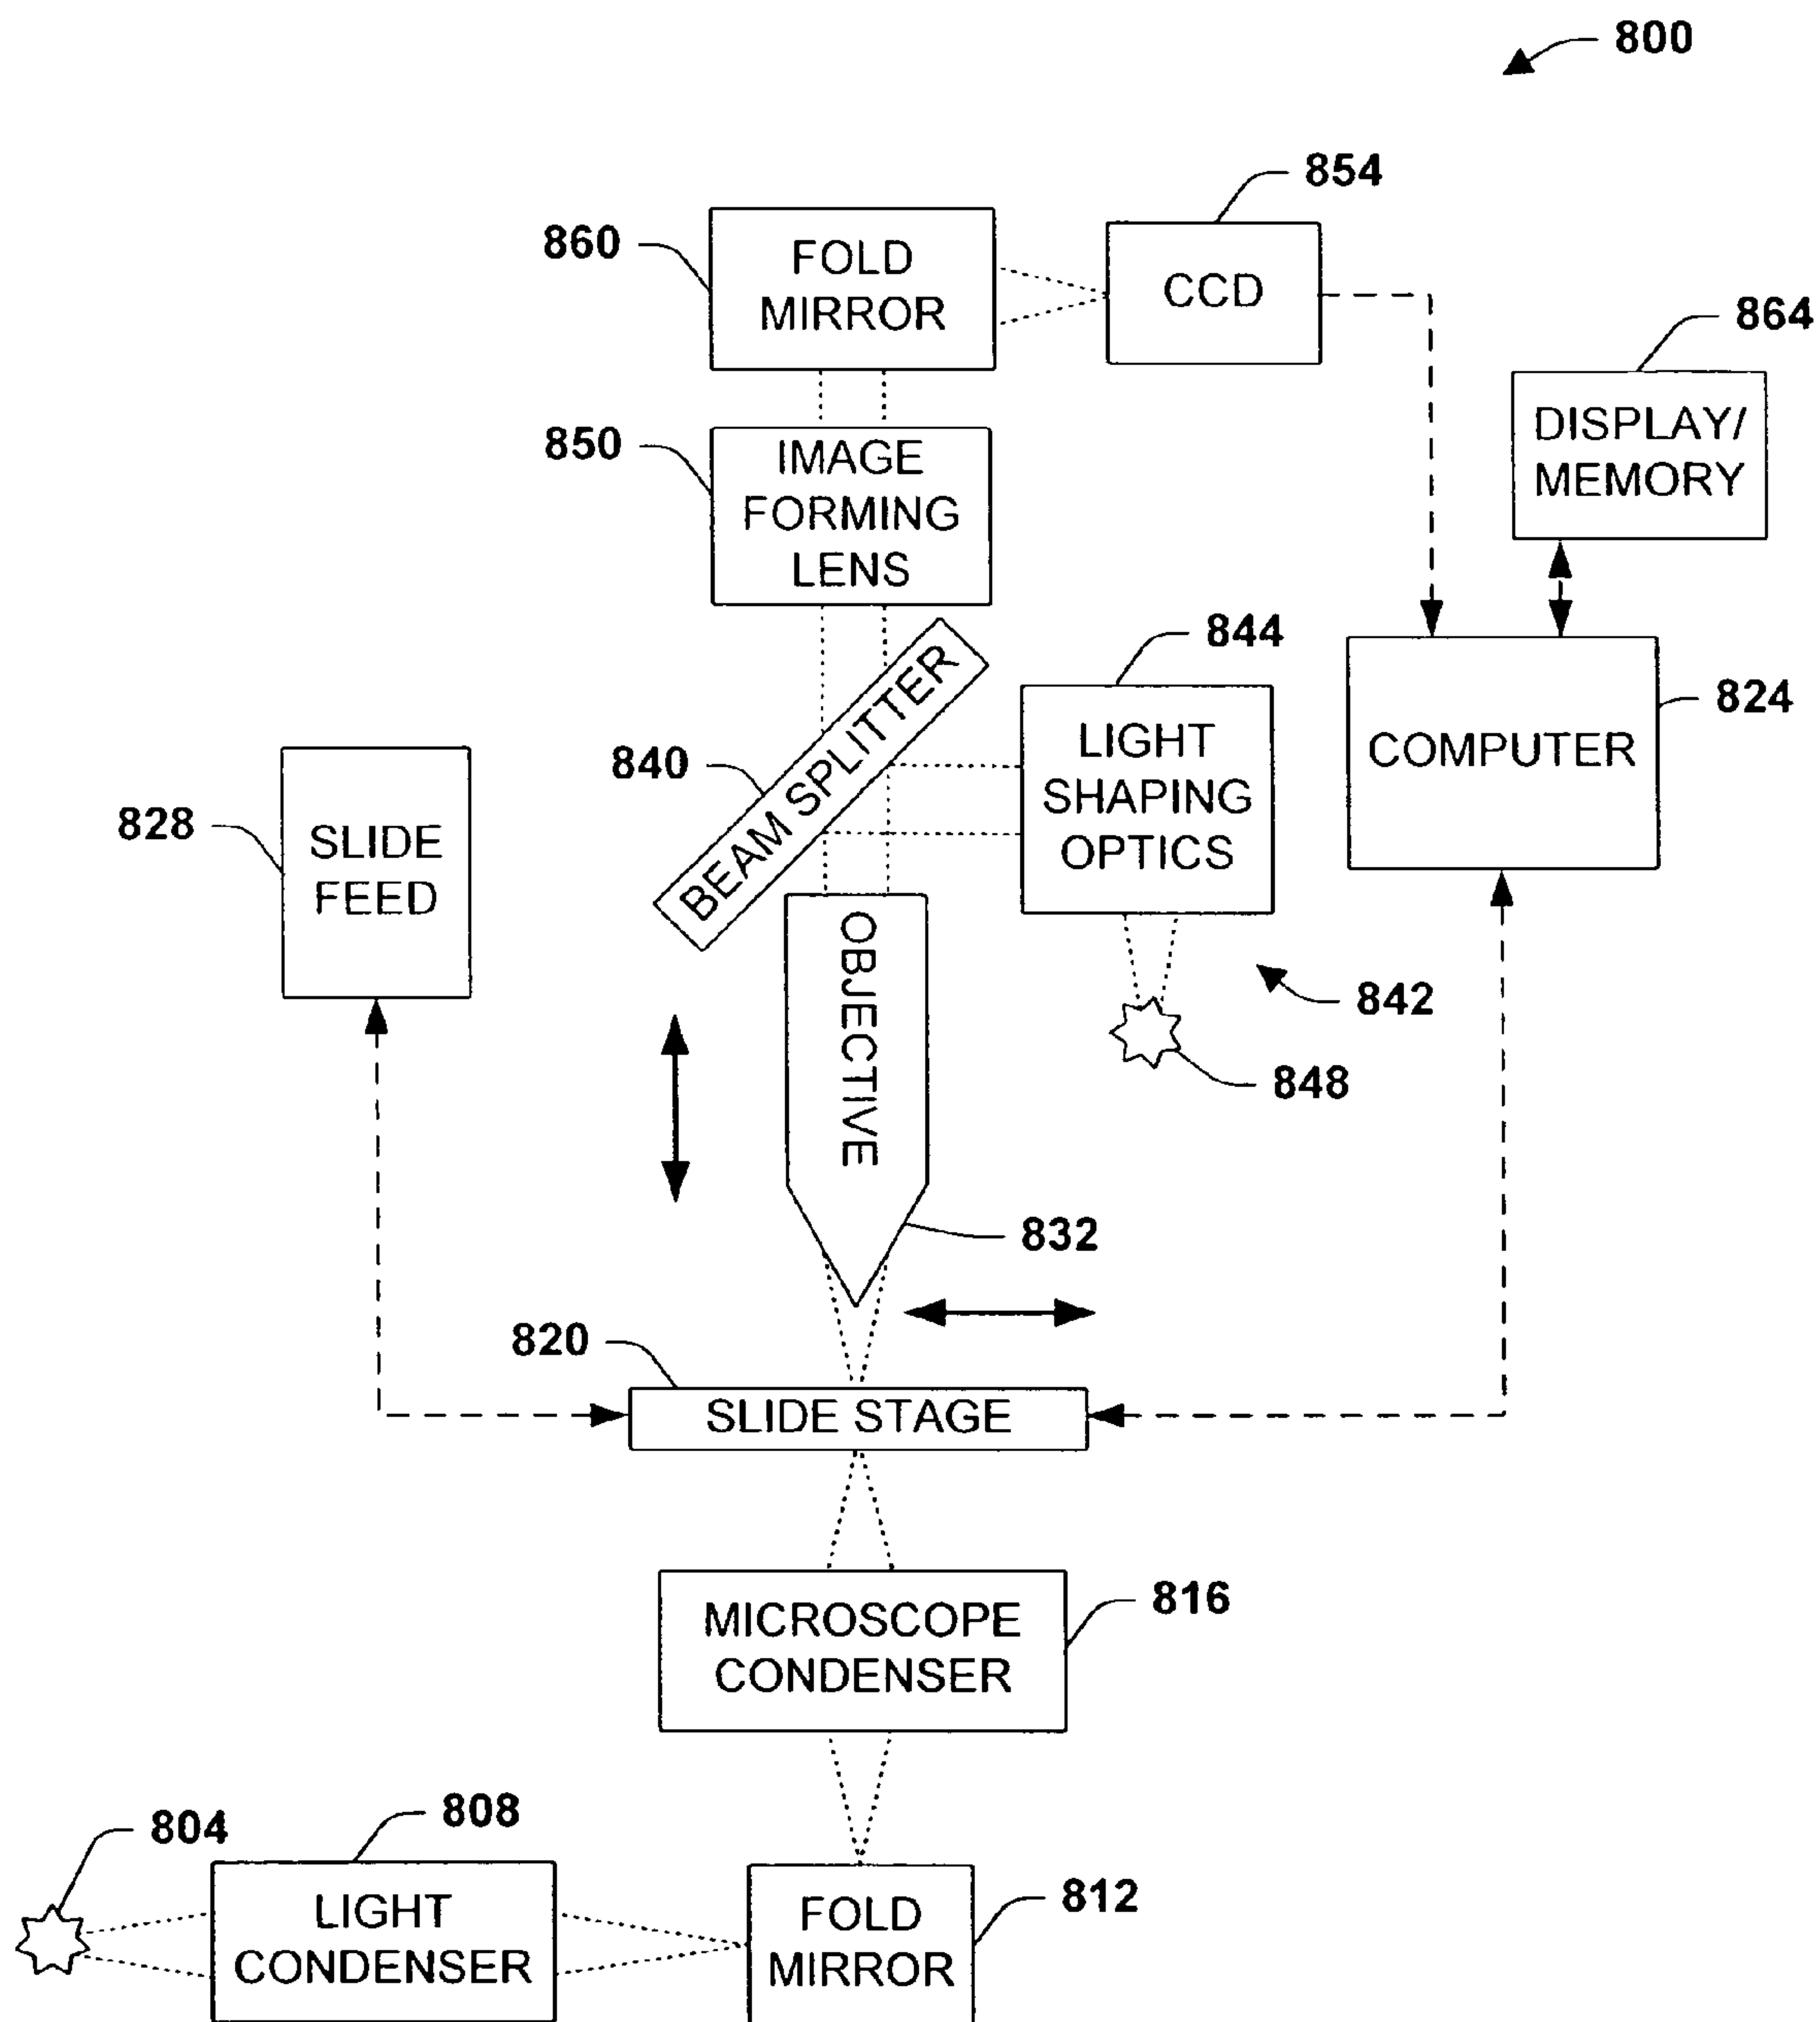 800
854
860
FOLD
MIRROR
CCD
864
DISPLAY/
MEMORY
850
IMAGE
FORMING
LENS
844
LIGHT
SHAPING
OPTICS
824
COMPUTER
840
BEAM SPLITTER
828
SLIDE
FEED
842
848
OBJECTIVE
832
820
SLIDE STAGE
816
MICROSCOPE
CONDENSER
804
808
LIGHT
CONDENSER
812
FOLD
MIRROR